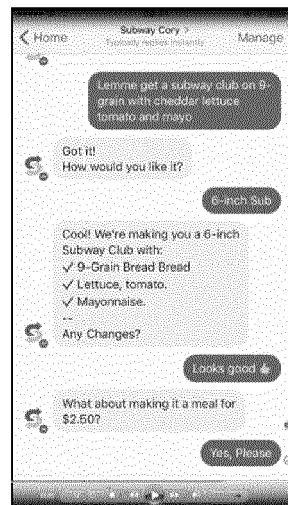 Home
Subway Cory >
Typically replies instantly
Manage
Lemme get a subway club on 9-
grain with cheddar lettuce
tomato and mayo
Got it!
How would you like it?
6-inch Sub
Cool! We're making you a 6-inch
Subway Club with:
✓ 9-Grain Bread Bread
✓ Lettuce, tomato.
✓ Mayonnaise.
--
Any Changes?
Looks good 👍
What about making it a meal for
$2.50?
Yes, Please